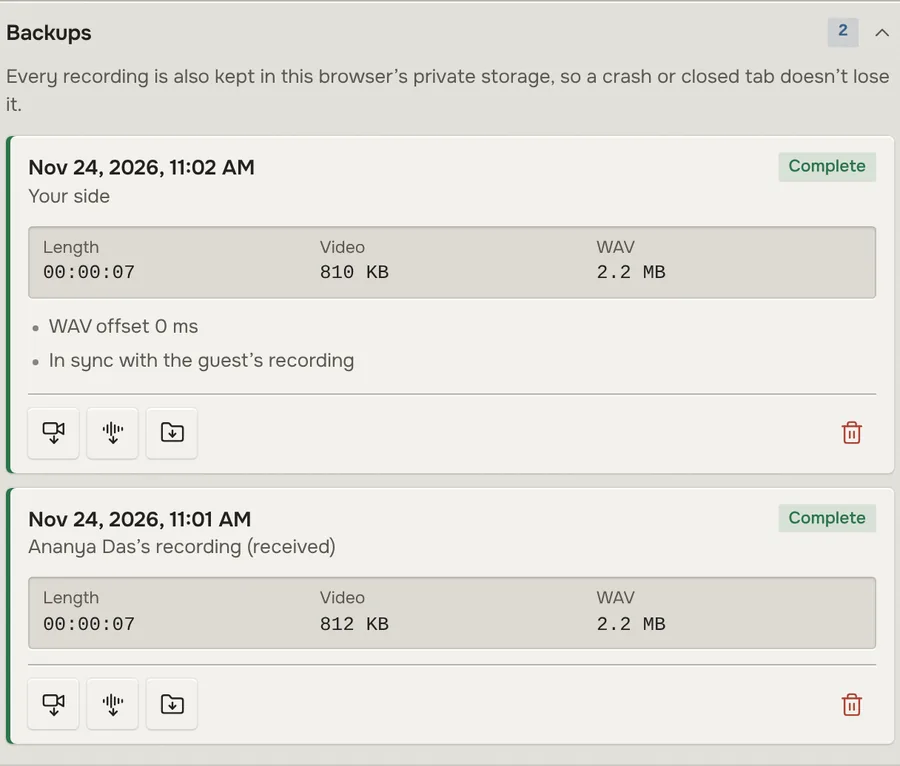 Backups
2
Every recording is also kept in this browser’s private storage, so a crash or closed tab doesn’t lose
it.
Nov 24, 2026, 11:02 AM
Complete
Your side
Length Video WAV
00:00:07 810 KB 2.2 MB
WAV offset 0 ms
In sync with the guest’s recording
Nov 24, 2026, 11:01 AM
Complete
Ananya Das’s recording (received)
Length Video WAV
00:00:07 812 KB 2.2 MB